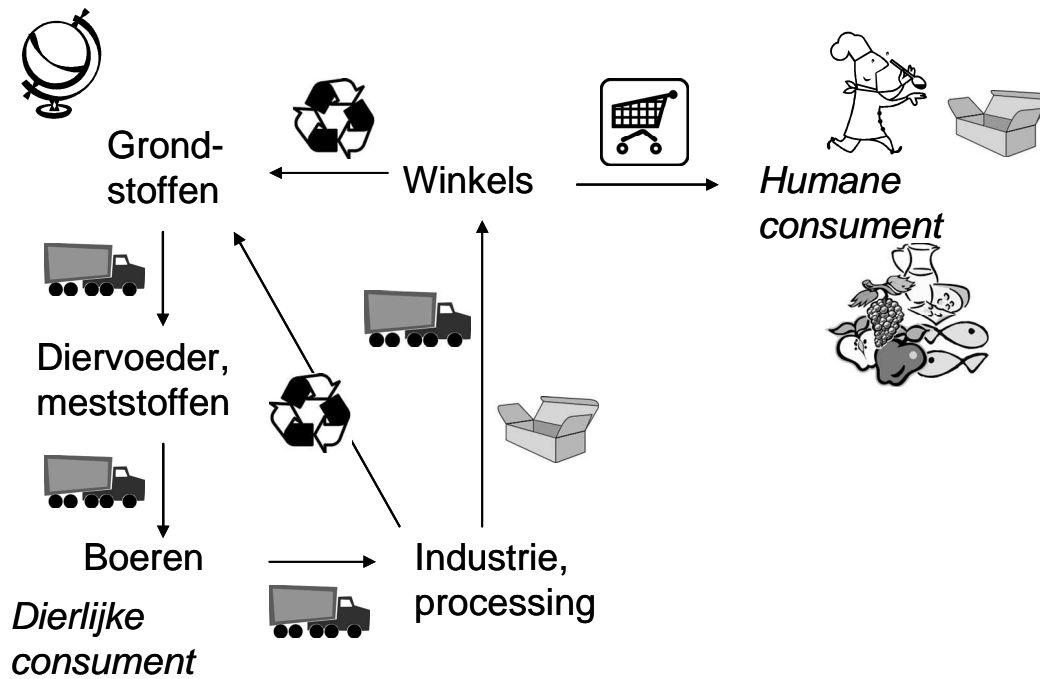 Grond-
stoffen
Winkels
Humane
consument
Diervoeder,
meststoffen
Boeren
Industrie,
processing
Dierlijke
consument